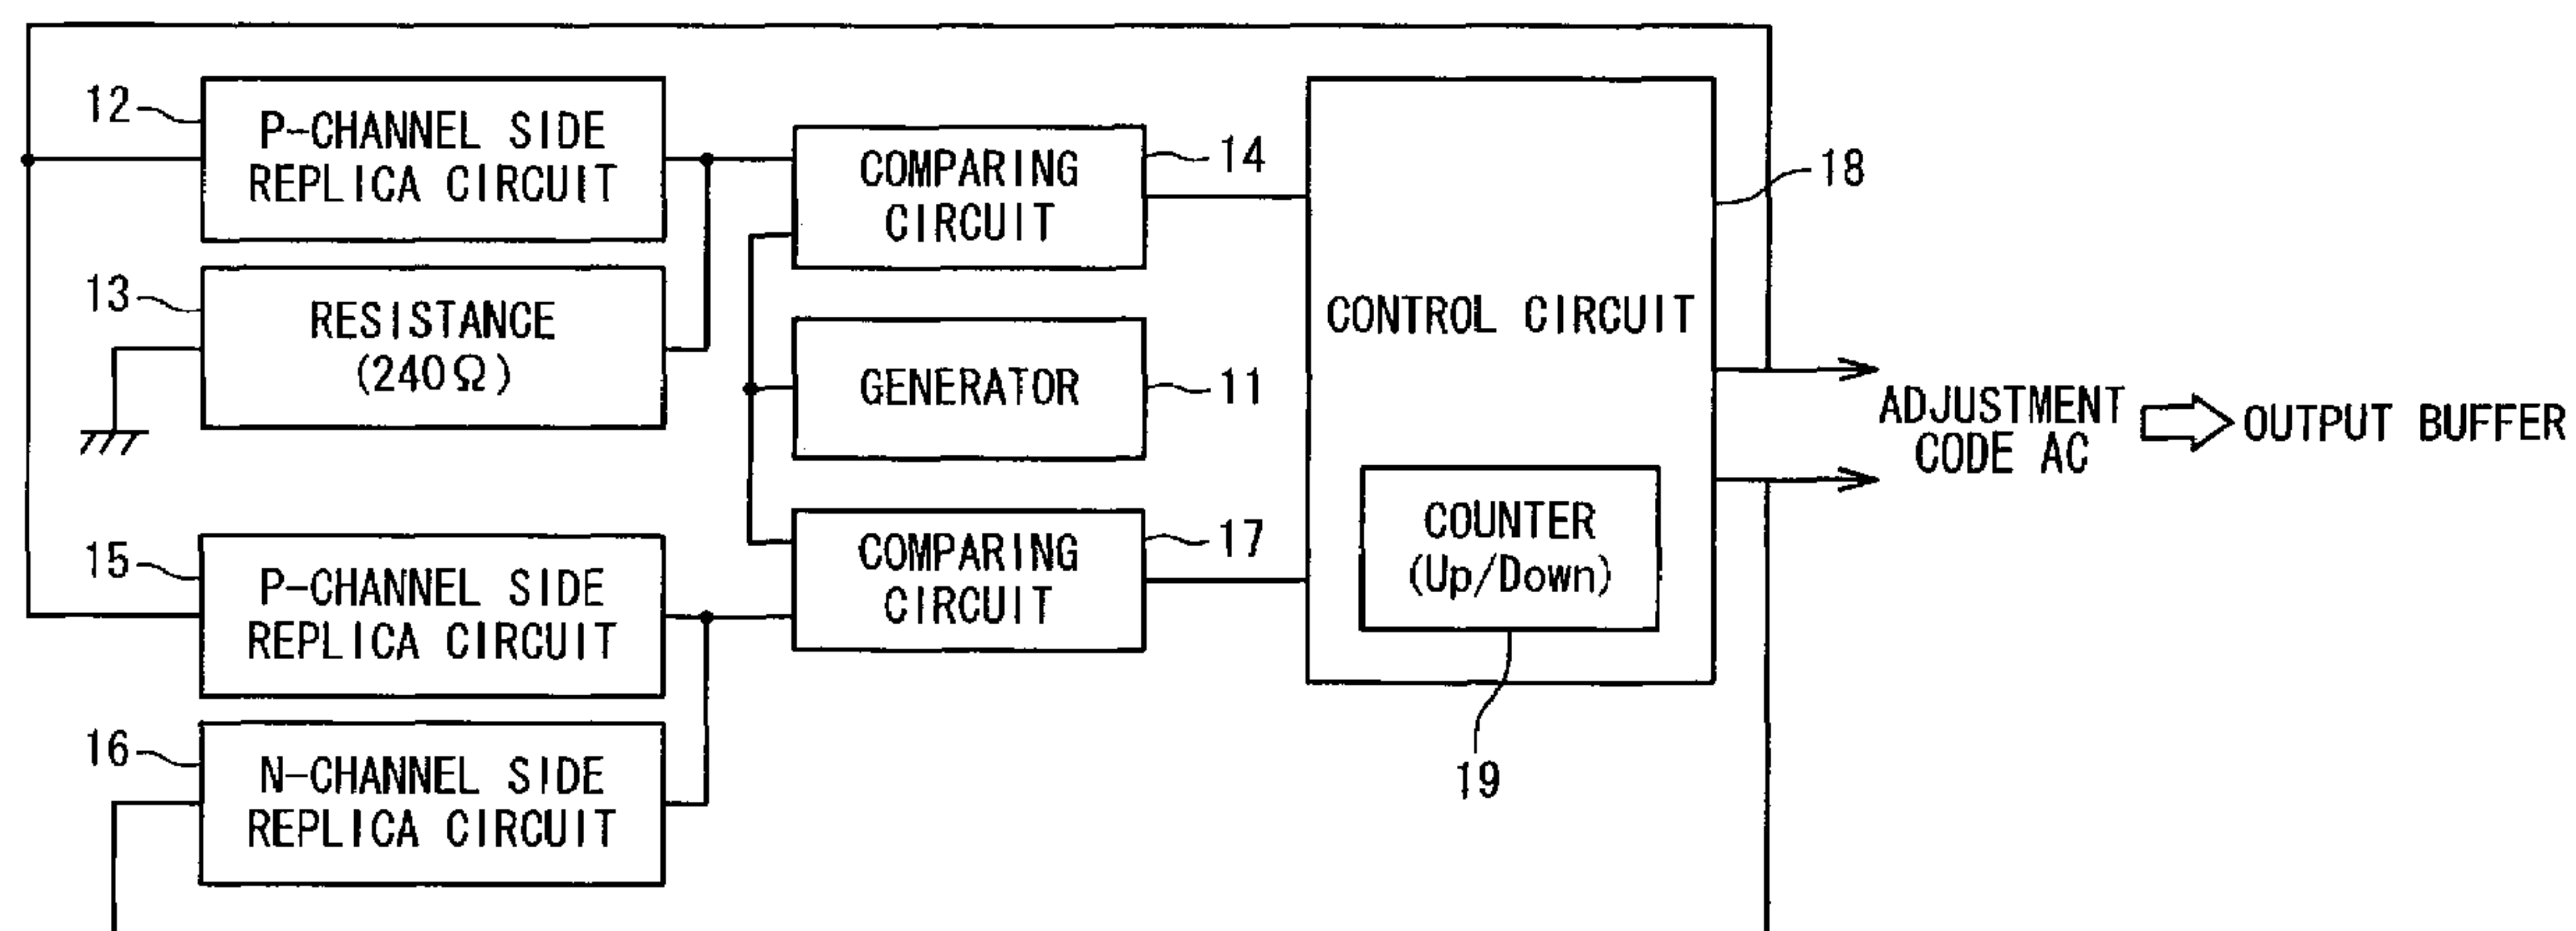 12
P-CHANNEL SIDE
REPLICA CIRCUIT
13
RESISTANCE
(240Ω)
COMPARING
CIRCUIT
14
GENERATOR
11
COMPARING
CIRCUIT
17
15
P-CHANNEL SIDE
REPLICA CIRCUIT
16
N-CHANNEL SIDE
REPLICA CIRCUIT
CONTROL CIRCUIT
18
COUNTER
(Up/Down)
19
ADJUSTMENT
CODE AC
OUTPUT BUFFER